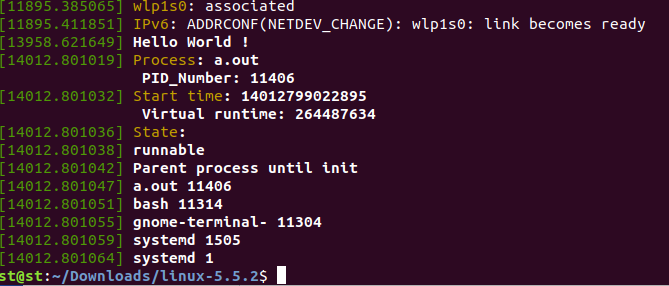 [11895.385065] wlp1s0: associated
[11895.411851] IPv6: ADDRCONF(NETDEV_CHANGE): wlp1s0: link becomes ready
[13958.621649] Hello World !
[14012.801019] Process: a.out
PID_Number: 11406
[14012.801032] Start time: 14012799022895
Virtual runtime: 264487634
[14012.801036] State:
[14012.801038] runnable
[14012.801042] Parent process until init
[14012.801047] a.out 11406
[14012.801051] bash 11314
[14012.801055] gnome-terminal- 11304
[14012.801059] systemd 1505
[14012.801064] systemd 1
st@st:~/Downloads/linux-5.5.2$